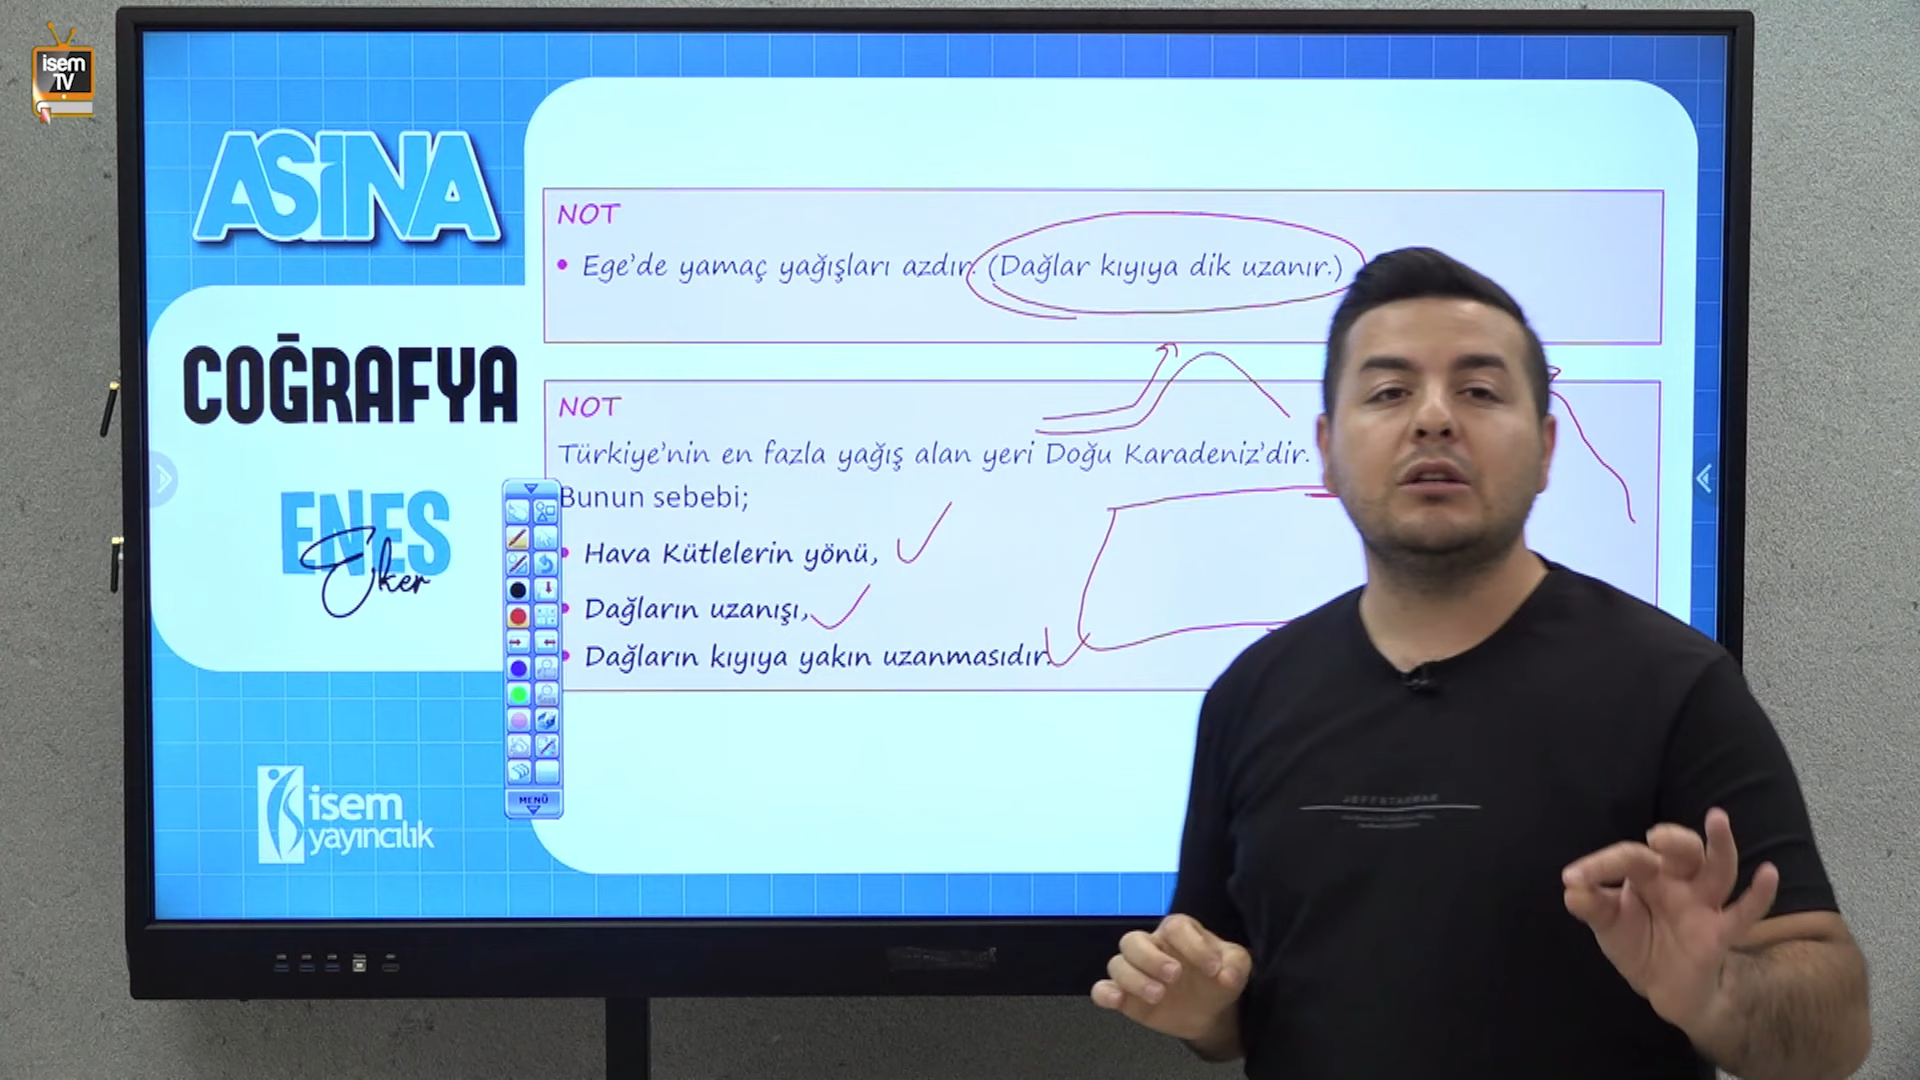 isem
TV
ASİNA
COĞRAFYA
ENES
Eker
isem
yayıncılık
NOT
• Ege'de yamaç yağışları azdır. (Dağlar kıyıya dik uzanır.)
NOT
Türkiye'nin en fazla yağış alan yeri Doğu Karadeniz'dir.
Bunun sebebi;
• Hava Kütlelerin yönü,
• Dağların uzanışı,
• Dağların kıyıya yakın uzanmasıdır.
MENÜ